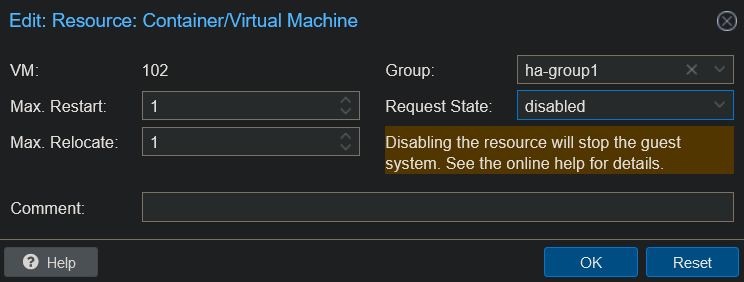 Edit: Resource: Container/Virtual Machine
VM: 102 Group: ha-group1
Max. Restart: 1 Request State: disabled
Max. Relocate: 1
Disabling the resource will stop the guest
system. See the online help for details.
Comment:
Help OK Reset